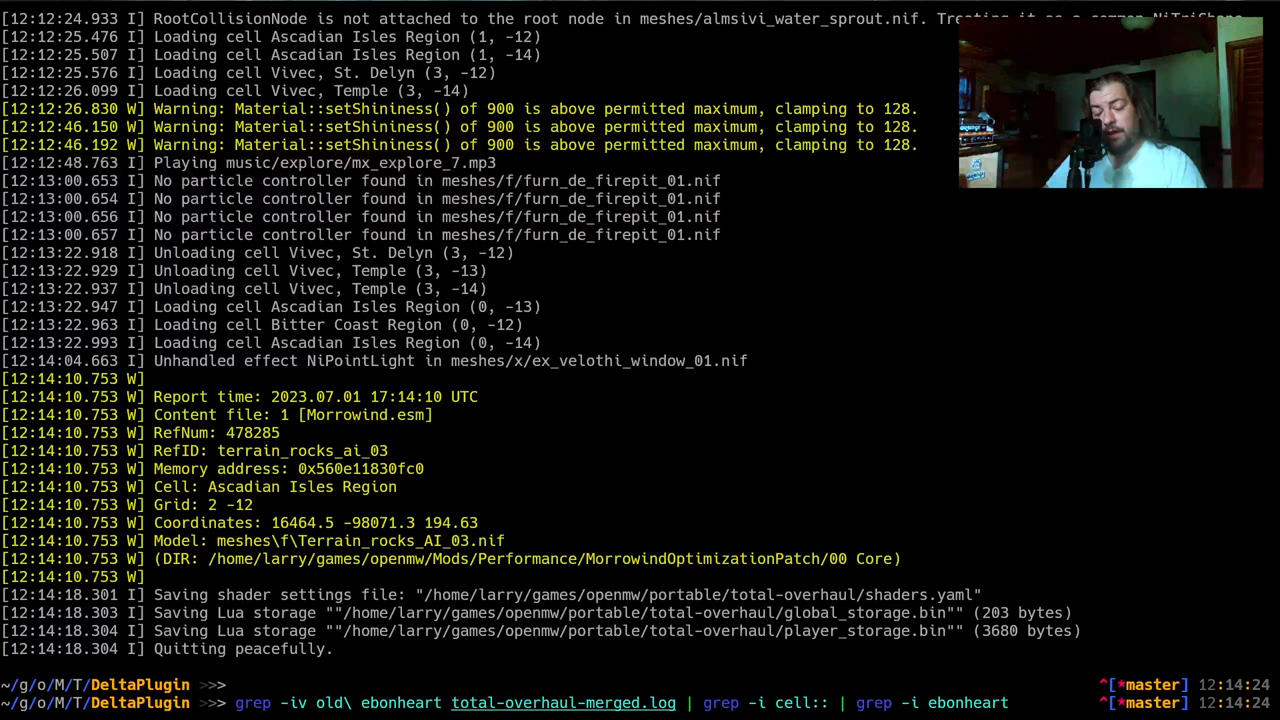 [12:12:24.933 I] RootCollisionNode is not attached to the root node in meshes/almsivi_water_sprout.nif. Treating it as a common NiTriShape.
[12:12:25.476 I] Loading cell Ascadian Isles Region (1, -12)
[12:12:25.507 I] Loading cell Ascadian Isles Region (1, -14)
[12:12:25.576 I] Loading cell Vivec, St. Delyn (3, -12)
[12:12:26.099 I] Loading cell Vivec, Temple (3, -14)
[12:12:26.830 W] Warning: Material::setShininess() of 900 is above permitted maximum, clamping to 128.
[12:12:46.150 W] Warning: Material::setShininess() of 900 is above permitted maximum, clamping to 128.
[12:12:46.192 W] Warning: Material::setShininess() of 900 is above permitted maximum, clamping to 128.
[12:12:48.763 I] Playing music/explore/mx_explore_7.mp3
[12:13:00.653 I] No particle controller found in meshes/f/furn_de_firepit_01.nif
[12:13:00.654 I] No particle controller found in meshes/f/furn_de_firepit_01.nif
[12:13:00.656 I] No particle controller found in meshes/f/furn_de_firepit_01.nif
[12:13:00.657 I] No particle controller found in meshes/f/furn_de_firepit_01.nif
[12:13:22.918 I] Unloading cell Vivec, St. Delyn (3, -12)
[12:13:22.929 I] Unloading cell Vivec, Temple (3, -13)
[12:13:22.937 I] Unloading cell Vivec, Temple (3, -14)
[12:13:22.947 I] Loading cell Ascadian Isles Region (0, -13)
[12:13:22.963 I] Loading cell Bitter Coast Region (0, -12)
[12:13:22.993 I] Loading cell Ascadian Isles Region (0, -14)
[12:14:04.663 I] Unhandled effect NiPointLight in meshes/x/ex_velothi_window_01.nif
[12:14:10.753 W]
[12:14:10.753 W] Report time: 2023.07.01 17:14:10 UTC
[12:14:10.753 W] Content file: 1 [Morrowind.esm]
[12:14:10.753 W] RefNum: 478285
[12:14:10.753 W] RefID: terrain_rocks_ai_03
[12:14:10.753 W] Memory address: 0x560e11830fc0
[12:14:10.753 W] Cell: Ascadian Isles Region
[12:14:10.753 W] Grid: 2 -12
[12:14:10.753 W] Coordinates: 16464.5 -98071.3 194.63
[12:14:10.753 W] Model: meshes\f\Terrain_rocks_AI_03.nif
[12:14:10.753 W] (DIR: /home/larry/games/openmw/Mods/Performance/MorrowindOptimizationPatch/00 Core)
[12:14:10.753 W]
[12:14:18.301 I] Saving shader settings file: "/home/larry/games/openmw/portable/total-overhaul/shaders.yaml"
[12:14:18.303 I] Saving Lua storage ""/home/larry/games/openmw/portable/total-overhaul/global_storage.bin"" (203 bytes)
[12:14:18.304 I] Saving Lua storage ""/home/larry/games/openmw/portable/total-overhaul/player_storage.bin"" (3680 bytes)
[12:14:18.304 I] Quitting peacefully.
~/g/o/M/T/DeltaPlugin >>> ^[*master] 12:14:24
~/g/o/M/T/DeltaPlugin >>> grep -iv old\ ebonheart total-overhaul-merged.log | grep -i cell:: | grep -i ebonheart ^[*master] 12:14:24